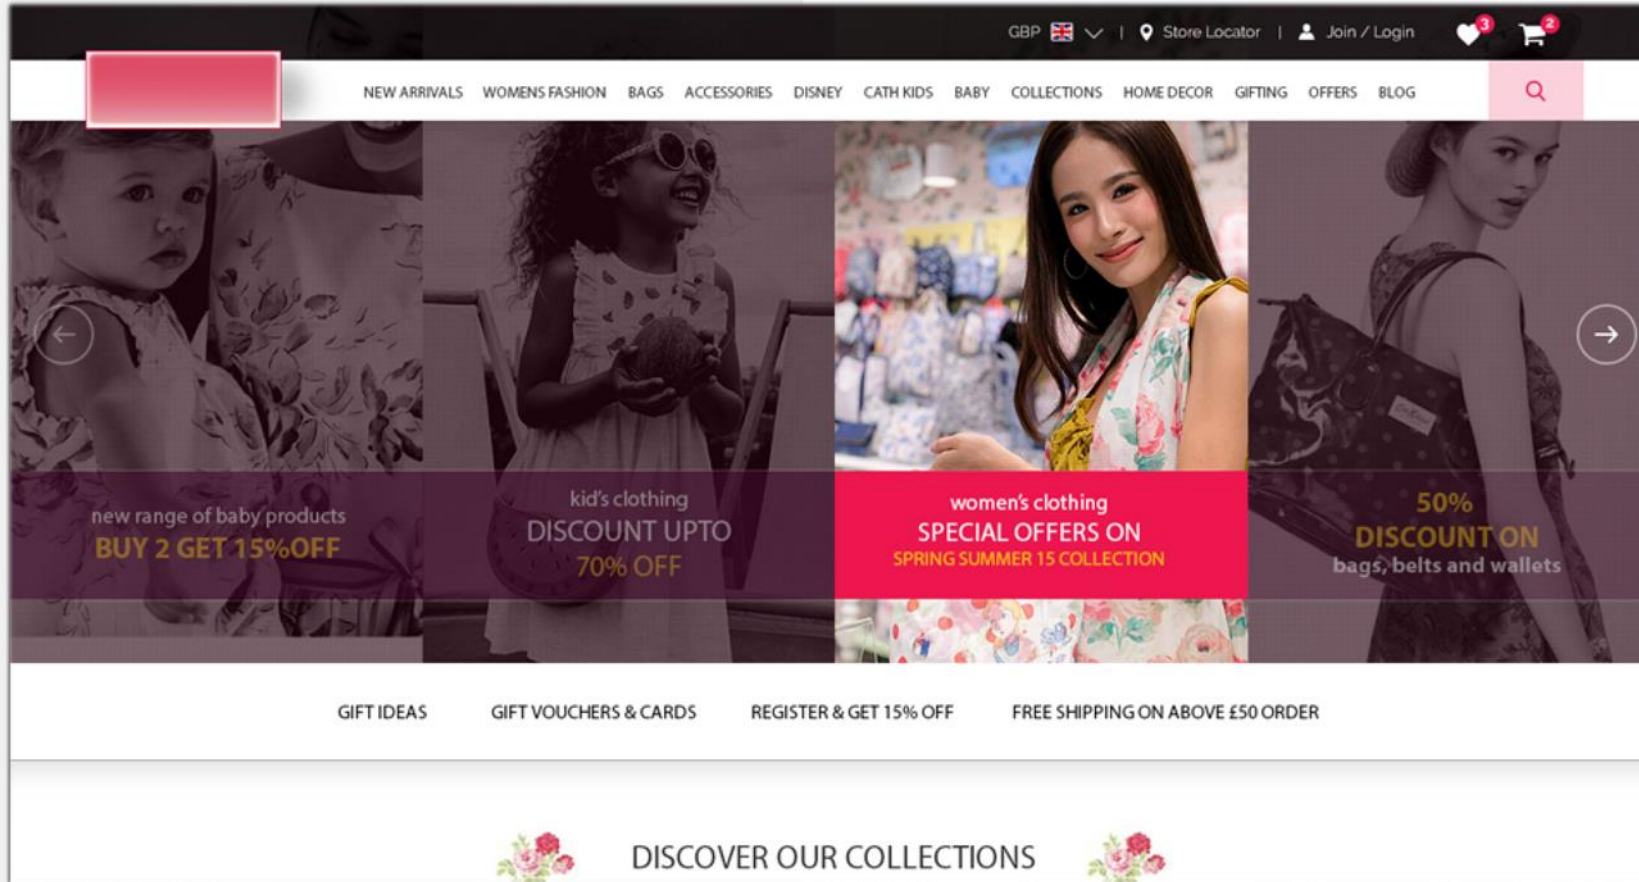 GBP | Store Locator | Join / Login 3 2
NEW ARRIVALS WOMENS FASHION BAGS ACCESSORIES DISNEY CATH KIDS BABY COLLECTIONS HOME DECOR GIFTING OFFERS BLOG
new range of baby products
BUY 2 GET 15%OFF
kid's clothing
DISCOUNT UPTO
70% OFF
women's clothing
SPECIAL OFFERS ON
SPRING SUMMER 15 COLLECTION
50%
DISCOUNT ON
bags, belts and wallets
GIFT IDEAS GIFT VOUCHERS & CARDS REGISTER & GET 15% OFF FREE SHIPPING ON ABOVE £50 ORDER
DISCOVER OUR COLLECTIONS